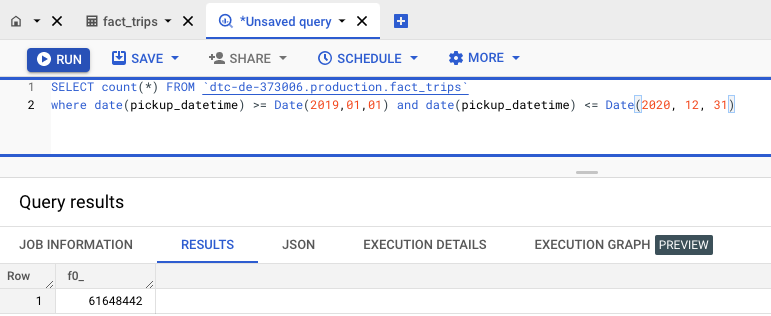 fact_trips
*Unsaved query
RUN
SAVE
SHARE
SCHEDULE
MORE
1 SELECT count(*) FROM `dtc-de-373006.production.fact_trips`
2 where date(pickup_datetime) >= Date(2019,01,01) and date(pickup_datetime) <= Date(2020, 12, 31)
Query results
JOB INFORMATION RESULTS JSON EXECUTION DETAILS EXECUTION GRAPH PREVIEW
Row f0_
1 61648442